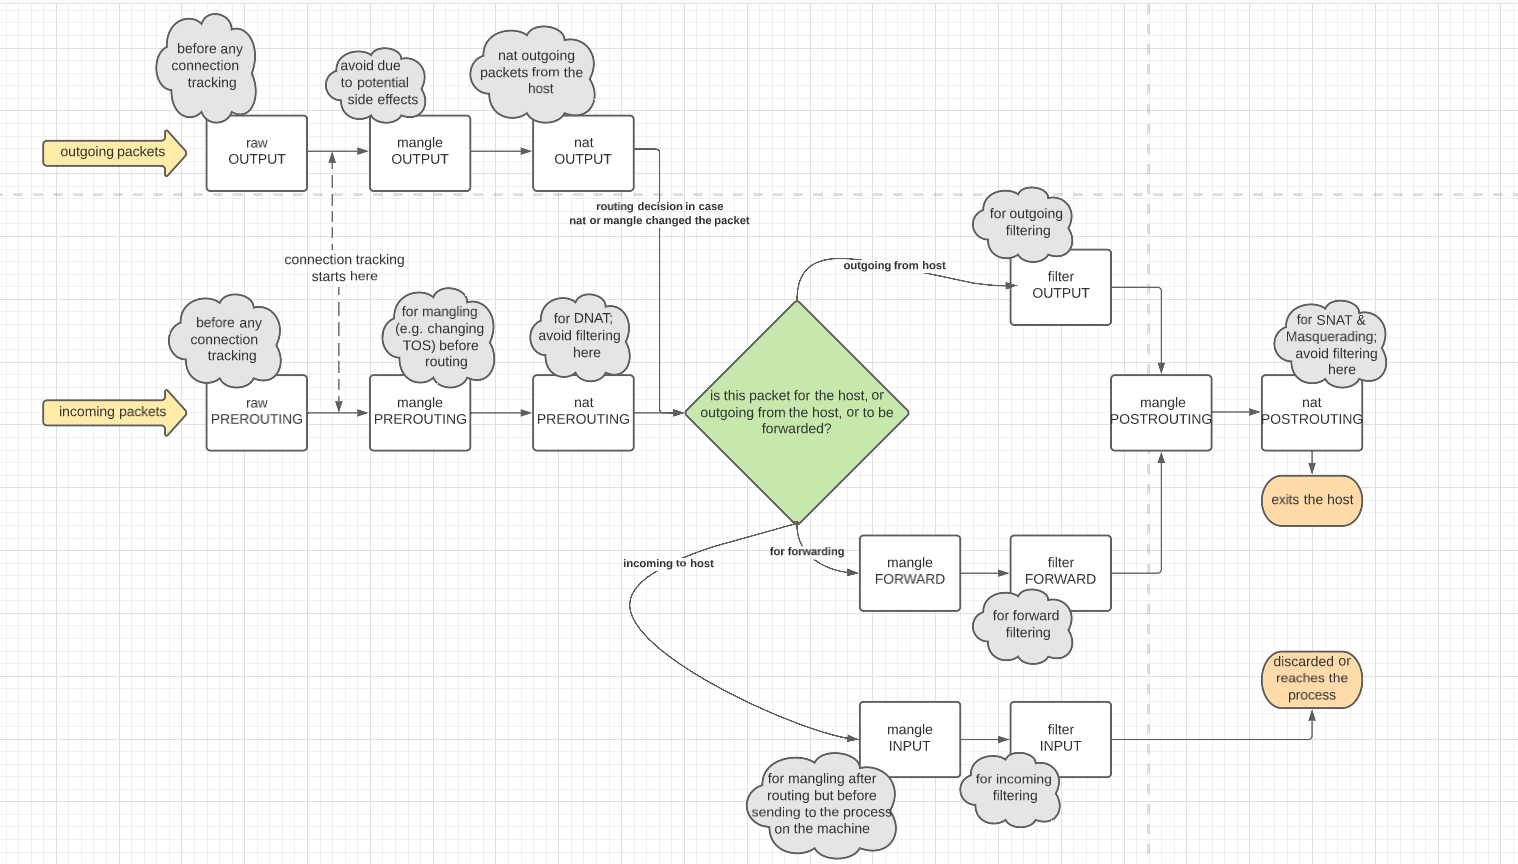 before any
connection
tracking
avoid due
to potential
side effects
nat outgoing
packets from the
host
outgoing packets
raw
OUTPUT
mangle
OUTPUT
nat
OUTPUT
routing decision in case
nat or mangle changed the packet
connection tracking
starts here
for outgoing
filtering
outgoing from host
filter
OUTPUT
before any
connection
tracking
for mangling
(e.g. changing
TOS) before
routing
for DNAT;
avoid filtering
here
for SNAT &
Masquerading;
avoid filtering
here
incoming packets
raw
PREROUTING
mangle
PREROUTING
nat
PREROUTING
is this packet for the host, or
outgoing from the host, or to be
forwarded?
mangle
POSTROUTING
nat
POSTROUTING
exits the host
incoming to host
for forwarding
mangle
FORWARD
filter
FORWARD
for forward
filtering
discarded or
reaches the
process
mangle
INPUT
filter
INPUT
for mangling after
routing but before
sending to the process
on the machine
for incoming
filtering